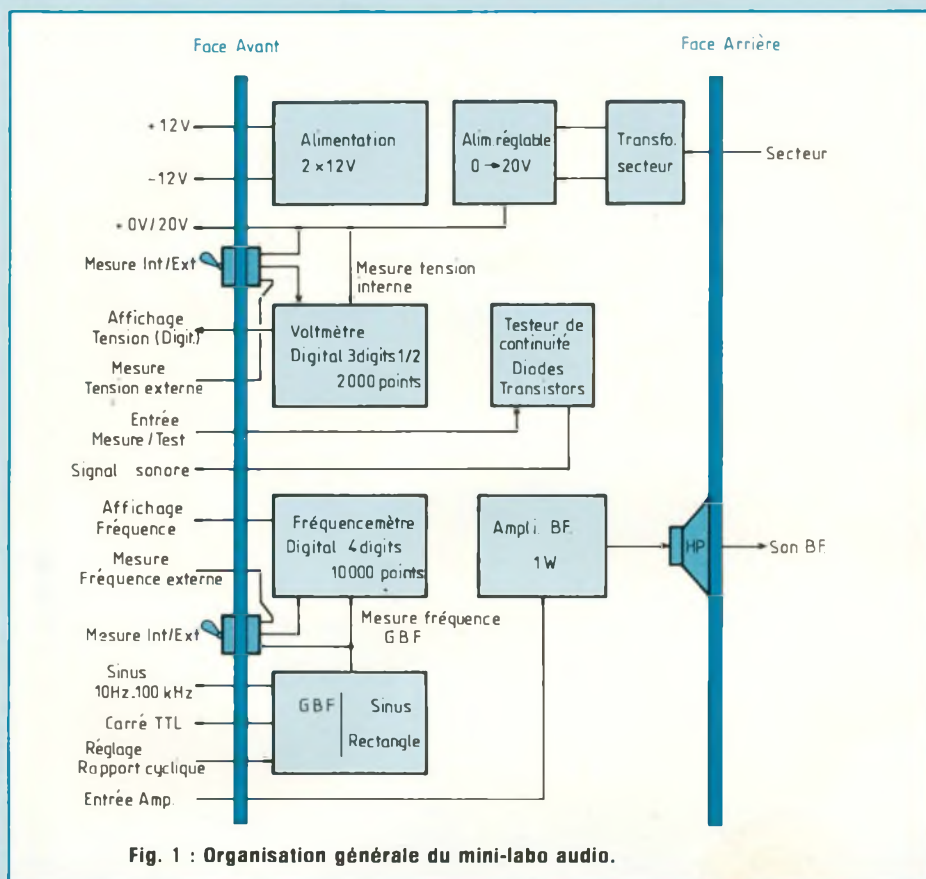 Face Avant
Face Arrière
+12V
-12V
+0V/20V
Mesure Int/Ext
Affichage
Tension (Digit.)
Mesure
Tension externe
Entrée
Mesure/Test
Signal sonore
Affichage
Fréquence
Mesure
Fréquence externe
Mesure Int/Ext
Sinus
10Hz.100 kHz
Carré TTL
Réglage
Rapport cyclique
Entrée Amp.
Alimentation
2 x 12V
Alim.réglable
0 → 20V
Transfo.
secteur
Secteur
Mesure tension
interne
Voltmètre
Digital 3digits 1/2
2000 points
Testeur de
continuité
Diodes
Transistors
Fréquencemètre
Digital 4digits
10000 points
Ampli. BF.
1W
HP
Son BF.
Mesure fréquence
GBF
GBF
Sinus
Rectangle
Fig. 1 : Organisation générale du mini-labo audio.